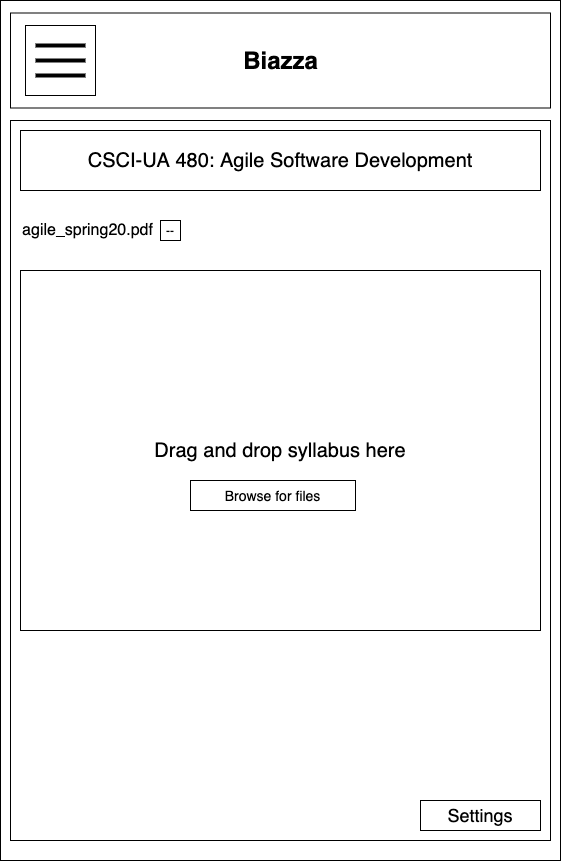 Biazza
CSCI-UA 480: Agile Software Development
agile_spring20.pdf --
Drag and drop syllabus here
Browse for files
Settings